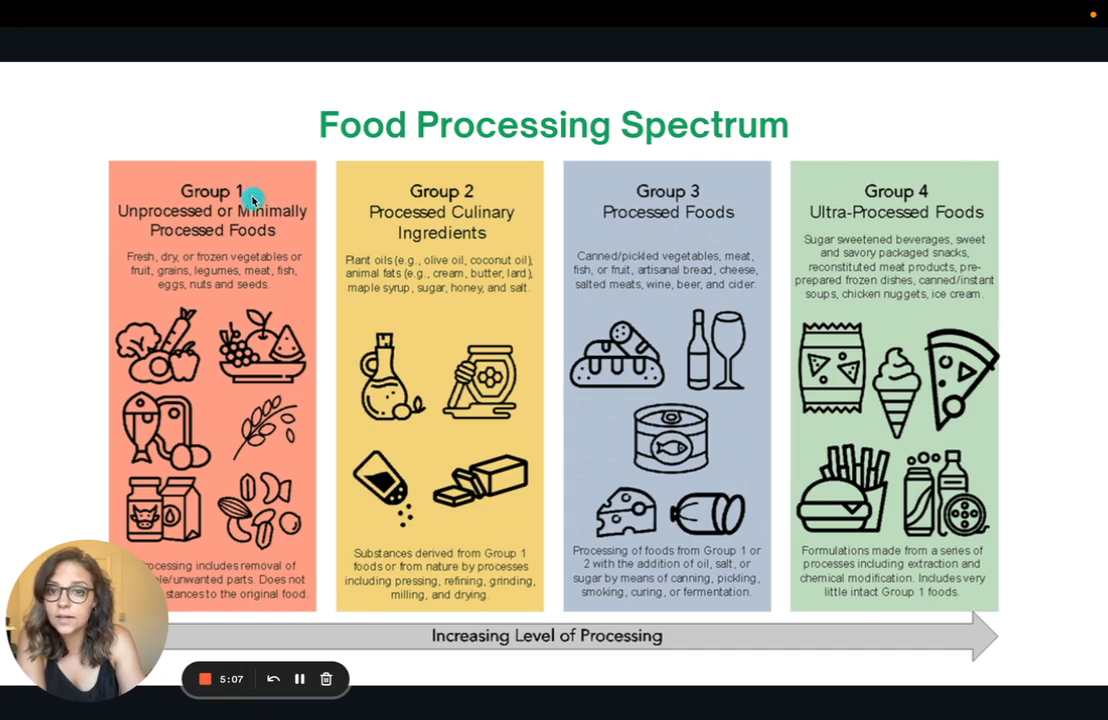 Food Processing Spectrum
Group 1
Unprocessed or Minimally
Processed Foods
Fresh, dry, or frozen vegetables or
fruit, grains, legumes, meat, fish,
eggs, nuts and seeds.
removal of
unwanted parts. Does not
to the original food.
Group 2
Processed Culinary
Ingredients
Plant oils (e.g., olive oil, coconut oil),
animal fats (e.g., cream, butter, lard),
maple syrup, sugar, honey, and salt.
Substances derived from Group 1
foods or from nature by processes
including pressing, refining, grinding,
milling, and drying.
Group 3
Processed Foods
Canned/pickled vegetables, meat,
fish, or fruit, artisanal bread, cheese,
salted meats, wine, beer, and cider.
Processing of foods from Group 1 or
2 with the addition of oil, salt, or
sugar by means of canning, pickling,
smoking, curing, or fermentation.
Group 4
Ultra-Processed Foods
Sugar sweetened beverages, sweet
and savory packaged snacks,
reconstituted meat products, pre-
prepared frozen dishes, canned/instant
soups, chicken nuggets, ice cream.
Formulations made from a series of
processes including extraction and
chemical modification. Includes very
little intact Group 1 foods.
Increasing Level of Processing
5:07